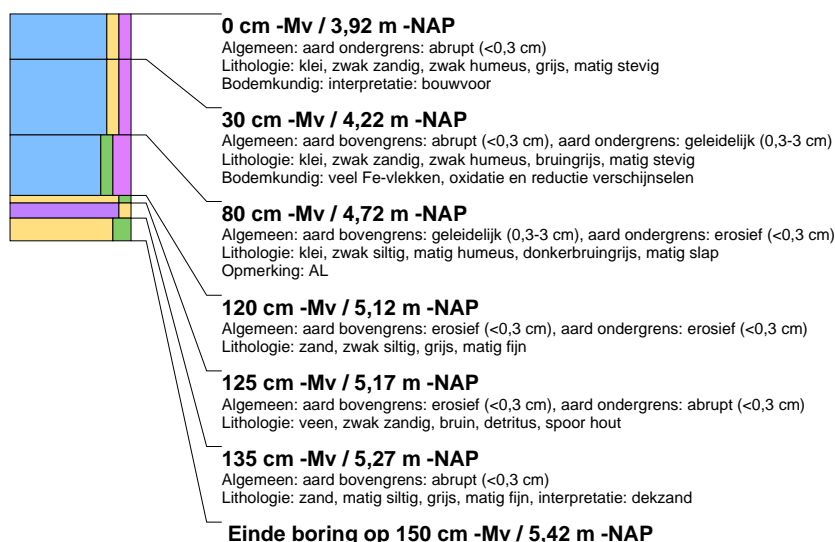 0 cm -Mv / 3,92 m -NAP
Algemeen: aard ondergrens: abrupt (<0,3 cm)
Lithologie: klei, zwak zandig, zwak humeus, grijs, matig stevig
Bodemkundig: interpretatie: bouwvoor
30 cm -Mv / 4,22 m -NAP
Algemeen: aard bovengrens: abrupt (<0,3 cm), aard ondergrens: geleidelijk (0,3-3 cm)
Lithologie: klei, zwak zandig, zwak humeus, bruingrijs, matig stevig
Bodemkundig: veel Fe-vlekken, oxidatie en reductie verschijnselen
80 cm -Mv / 4,72 m -NAP
Algemeen: aard bovengrens: geleidelijk (0,3-3 cm), aard ondergrens: erosief (<0,3 cm)
Lithologie: klei, zwak siltig, matig humeus, donkerbruingrijs, matig slap
Opmerking: AL
120 cm -Mv / 5,12 m -NAP
Algemeen: aard bovengrens: erosief (<0,3 cm), aard ondergrens: erosief (<0,3 cm)
Lithologie: zand, zwak siltig, grijs, matig fijn
125 cm -Mv / 5,17 m -NAP
Algemeen: aard bovengrens: erosief (<0,3 cm), aard ondergrens: abrupt (<0,3 cm)
Lithologie: veen, zwak zandig, bruin, detritus, spoor hout
135 cm -Mv / 5,27 m -NAP
Algemeen: aard bovengrens: abrupt (<0,3 cm)
Lithologie: zand, matig siltig, grijs, matig fijn, interpretatie: dekzand
Einde boring op 150 cm -Mv / 5,42 m -NAP